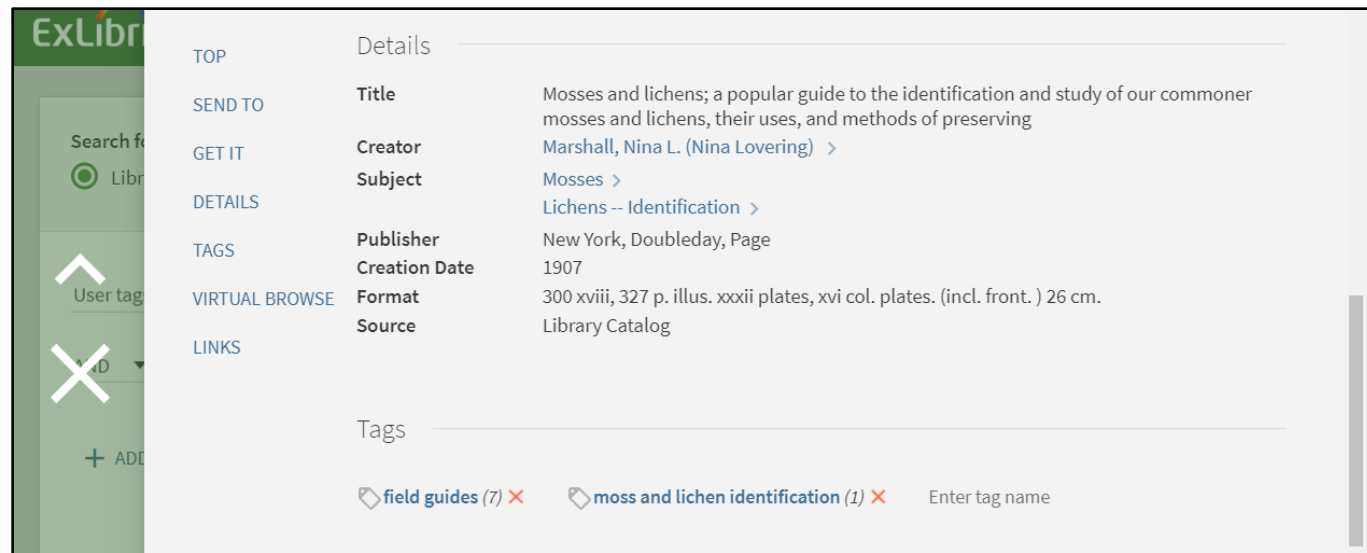 ExLibri
Search fo
Libr
User tag
AND
ADD
TOP
SEND TO
GET IT
DETAILS
TAGS
VIRTUAL BROWSE
LINKS
Details
Title Mosses and lichens; a popular guide to the identification and study of our commoner
mosses and lichens, their uses, and methods of preserving
Creator Marshall, Nina L. (Nina Lovering)
Subject Mosses
Lichens -- Identification
Publisher New York, Doubleday, Page
Creation Date 1907
Format 300 xviii, 327 p. illus. xxxii plates, xvi col. plates. (incl. front. ) 26 cm.
Source Library Catalog
Tags
field guides (7) moss and lichen identification (1) Enter tag name